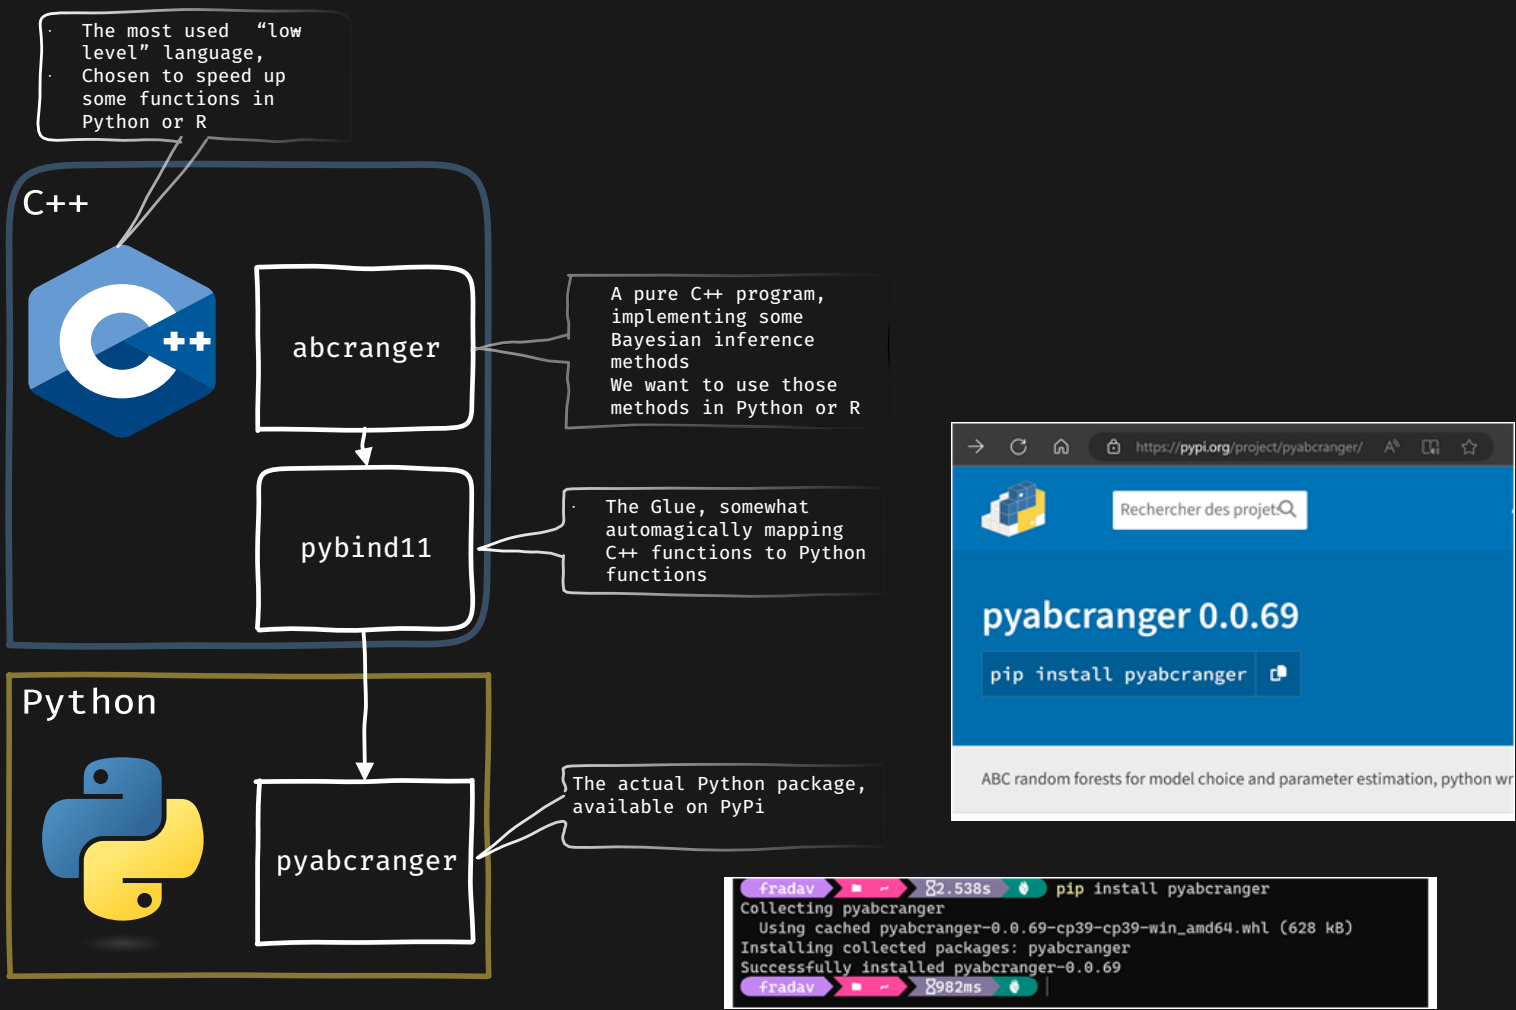 The most used “low
level” language,
Chosen to speed up
some functions in
Python or R
C++
C++
abcranger
A pure C++ program,
implementing some
Bayesian inference
methods
We want to use those
methods in Python or R
pybind11
The Glue, somewhat
automagically mapping
C++ functions to Python
functions
Python
pyabcranger
The actual Python package,
available on PyPi
https://pypi.org/project/pyabcranger/
Rechercher des projets
pyabcranger 0.0.69
pip install pyabcranger
ABC random forests for model choice and parameter estimation, python wr
fradav 2.538s pip install pyabcranger
Collecting pyabcranger
Using cached pyabcranger-0.0.69-cp39-cp39-win_amd64.whl (628 kB)
Installing collected packages: pyabcranger
Successfully installed pyabcranger-0.0.69
fradav 982ms